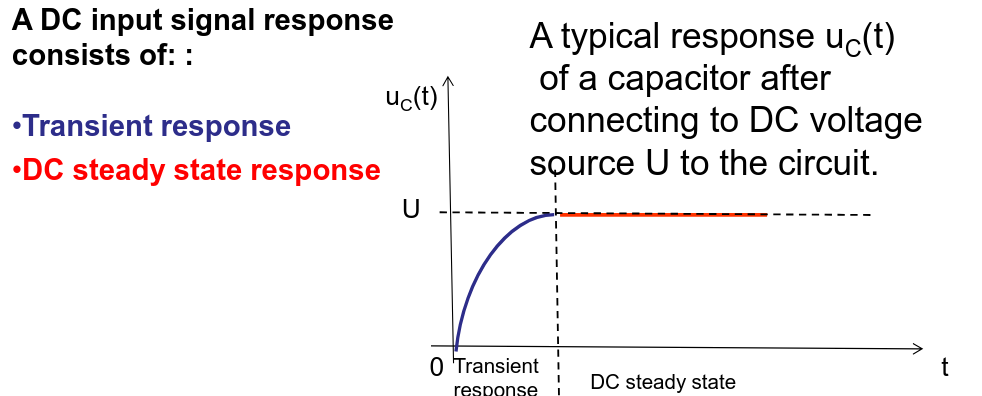 A DC input signal response
consists of: :
•Transient response
•DC steady state response
A typical response u_C(t)
of a capacitor after
connecting to DC voltage
source U to the circuit.
u_C(t)
U
0
t
Transient
response
DC steady state